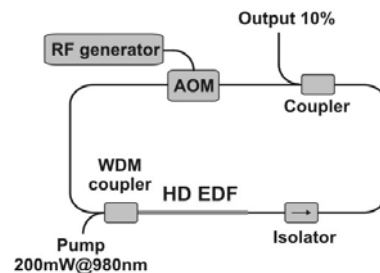 Output 10%
RF generator
AOM
Coupler
WDM
coupler
HD EDF
Isolator
Pump
200mW@980nm